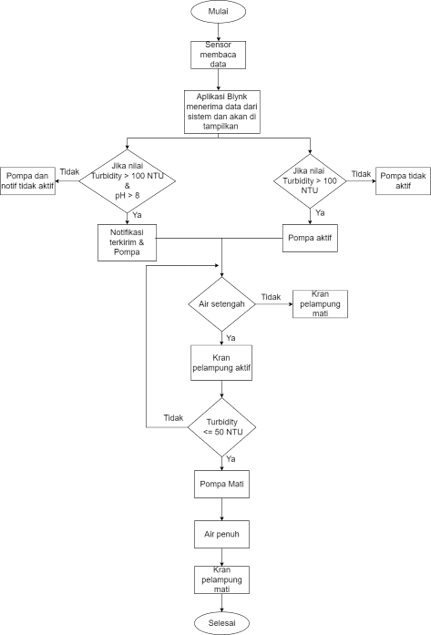 Mulai
Sensor
membaca
data
Aplikasi Blynk
menerima data dari
sistem dan akan di
tampilkan
Jika nilai
Turbidity > 100 NTU
&
pH > 8
Tidak
Pompa dan
notif tidak aktif
Ya
Jika nilai
Turbidity > 100
NTU
Tidak
Pompa tidak
aktif
Ya
Notifikasi
terkirim &
Pompa
Pompa aktif
Air setengah
Tidak
Kran
pelampung
mati
Ya
Kran
pelampung aktif
Turbidity
<= 50 NTU
Tidak
Ya
Pompa Mati
Air penuh
Kran
pelampung
mati
Selesai